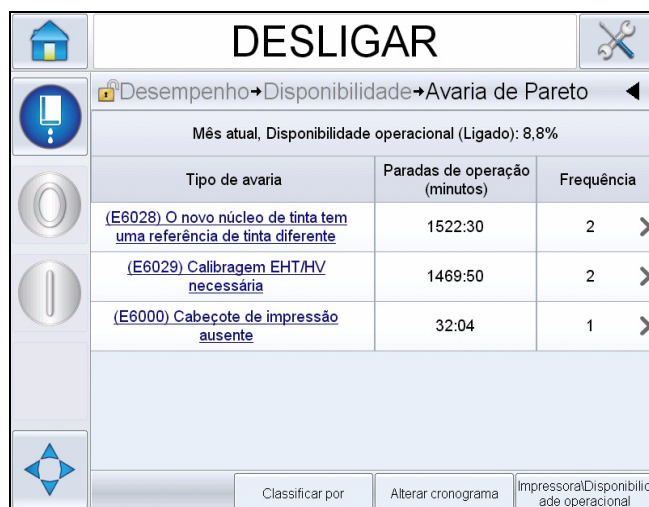 DESLIGAR
Desempenho→Disponibilidade→Avaria de Pareto
Mês atual, Disponibilidade operacional (Ligado): 8,8%
Tipo de avaria
Paradas de operação
(minutos)
Frequência
(E6028) O novo núcleo de tinta tem
uma referência de tinta diferente
1522:30
2
(E6029) Calibragem EHT/HV
necessária
1469:50
2
(E6000) Cabeçote de impressão
ausente
32:04
1
Classificar por
Alterar cronograma
Impressora\Disponibilid
ade operacional